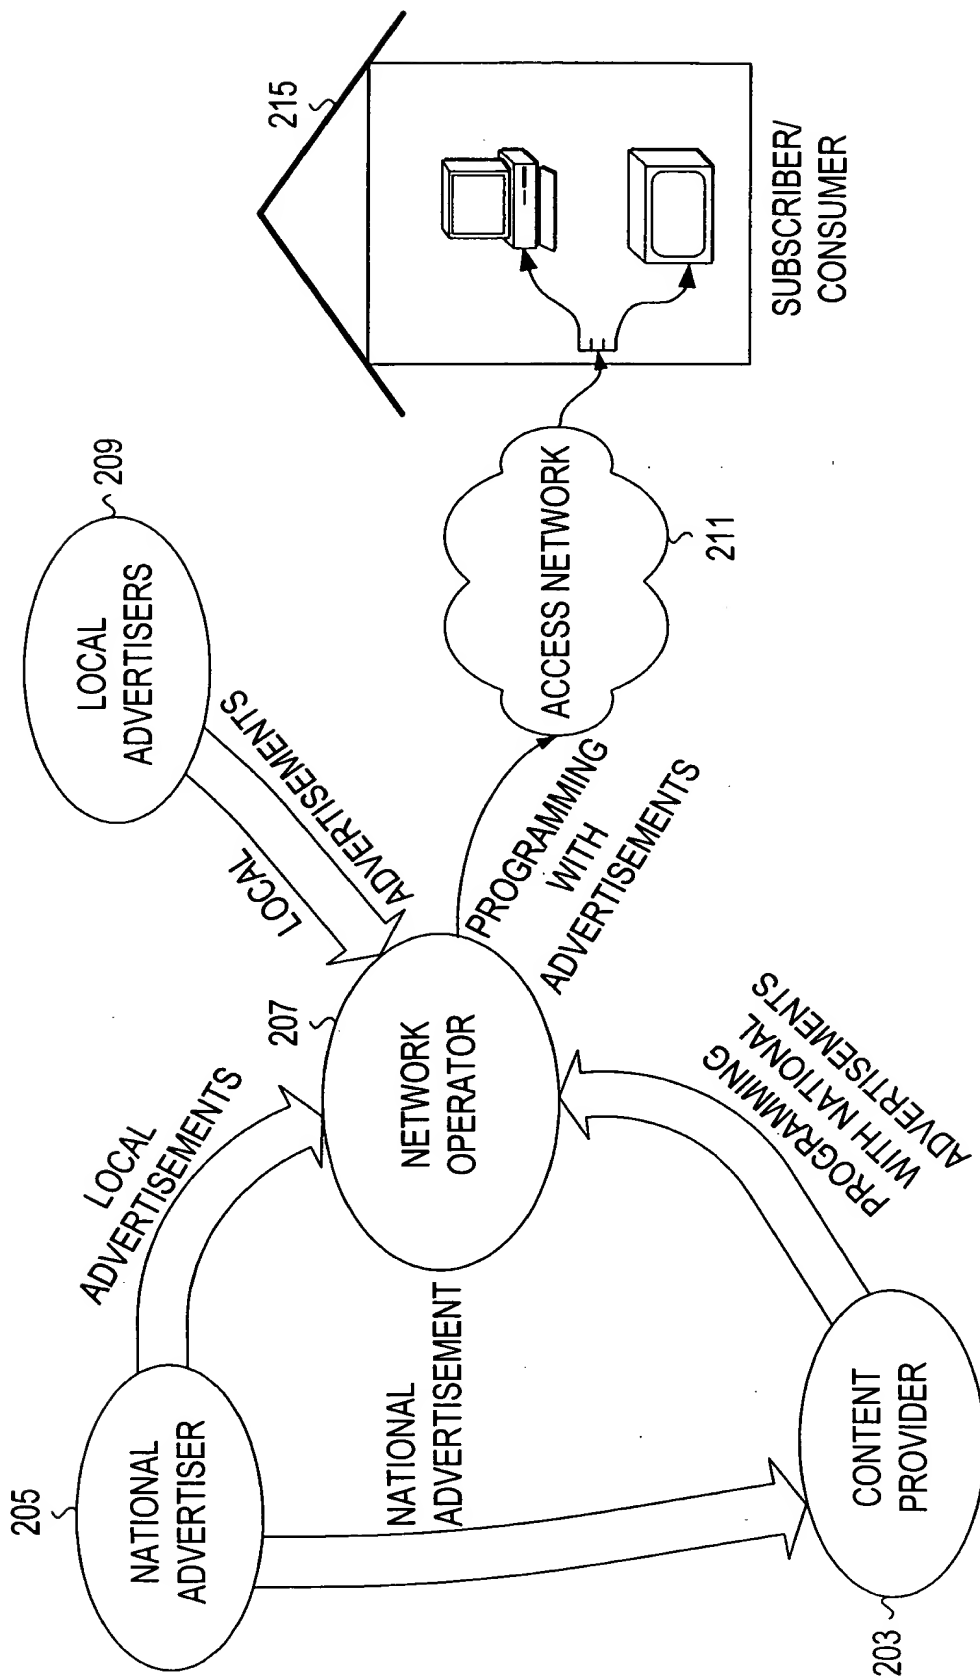 205
NATIONAL
ADVERTISER
LOCAL
ADVERTISEMENTS
207
NETWORK
OPERATOR
LOCAL
ADVERTISEMENTS
209
LOCAL
ADVERTISERS
215
NATIONAL
ADVERTISEMENT
PROGRAMMING
WITH
ADVERTISEMENTS
ACCESS NETWORK
211
SUBSCRIBER/
CONSUMER
203
CONTENT
PROVIDER
PROGRAMMING
WITH NATIONAL
ADVERTISEMENTS